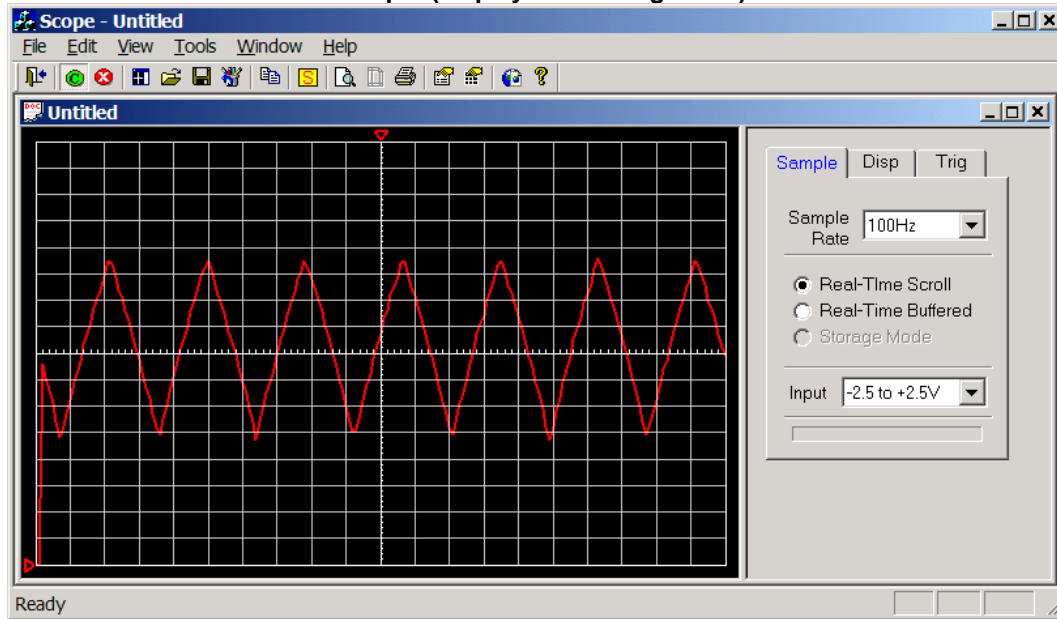 Scope - Untitled
File Edit View Tools Window Help
S
DOC
Untitled
Sample Disp Trig
Sample Rate 100Hz
Real-TIme Scroll
Real-Time Buffered
Storage Mode
Input -2.5 to +2.5V
Ready